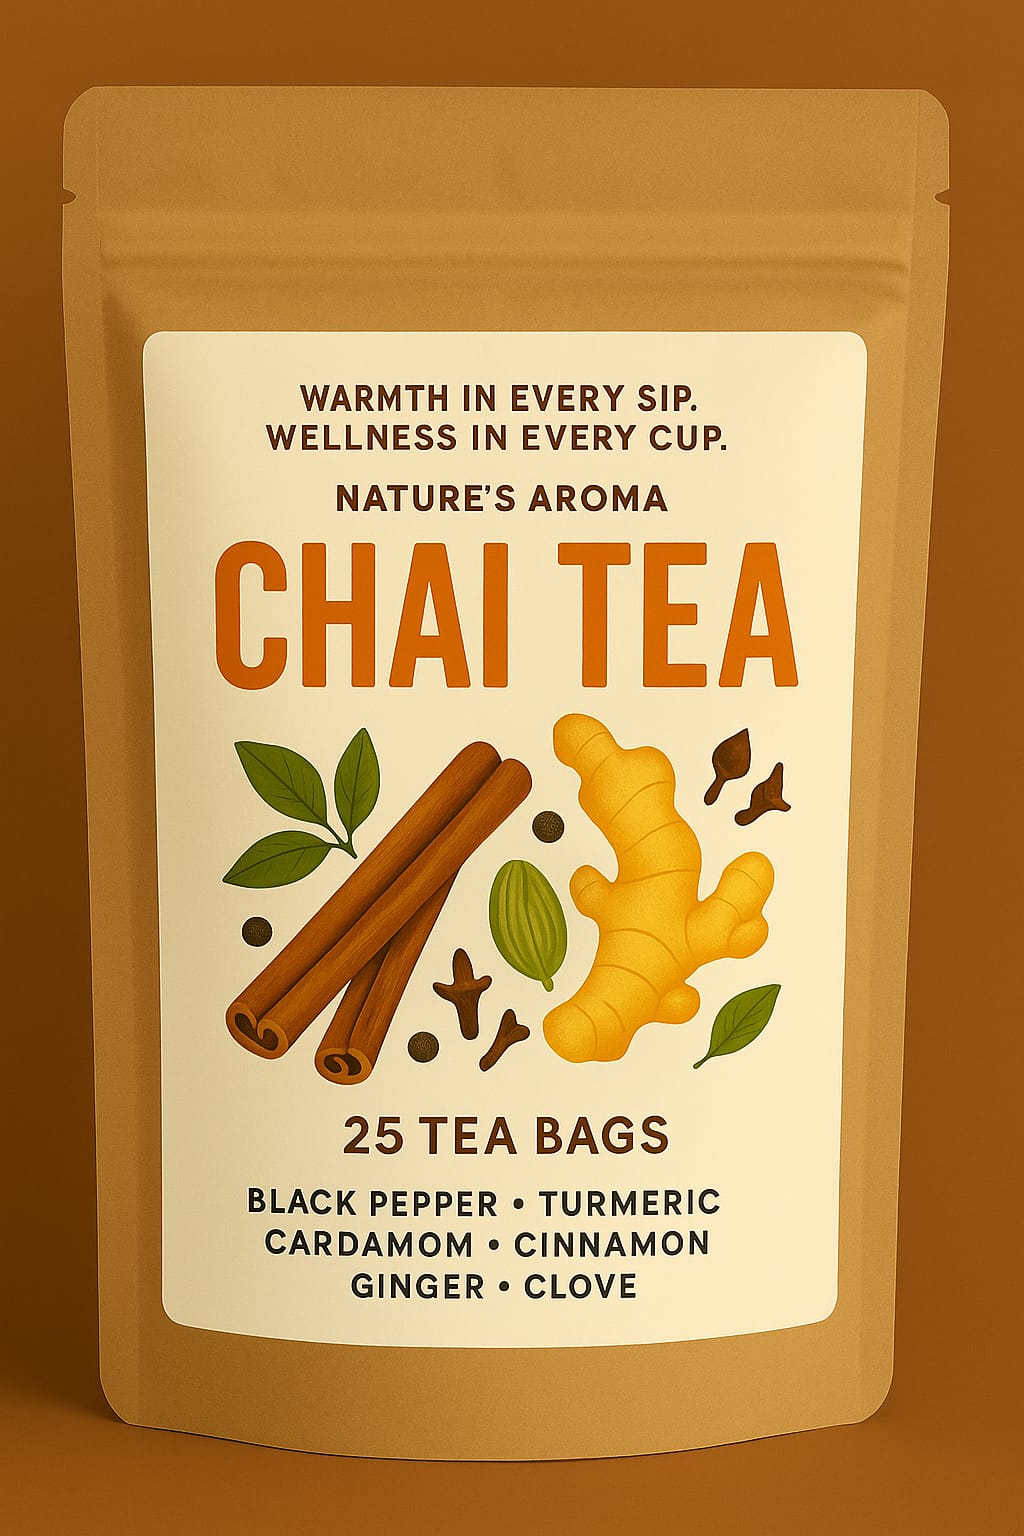 WARMTH IN EVERY SIP.
WELLNESS IN EVERY CUP.
NATURE'S AROMA
CHAI TEA
25 TEA BAGS
BLACK PEPPER • TURMERIC
CARDAMOM • CINNAMON
GINGER • CLOVE